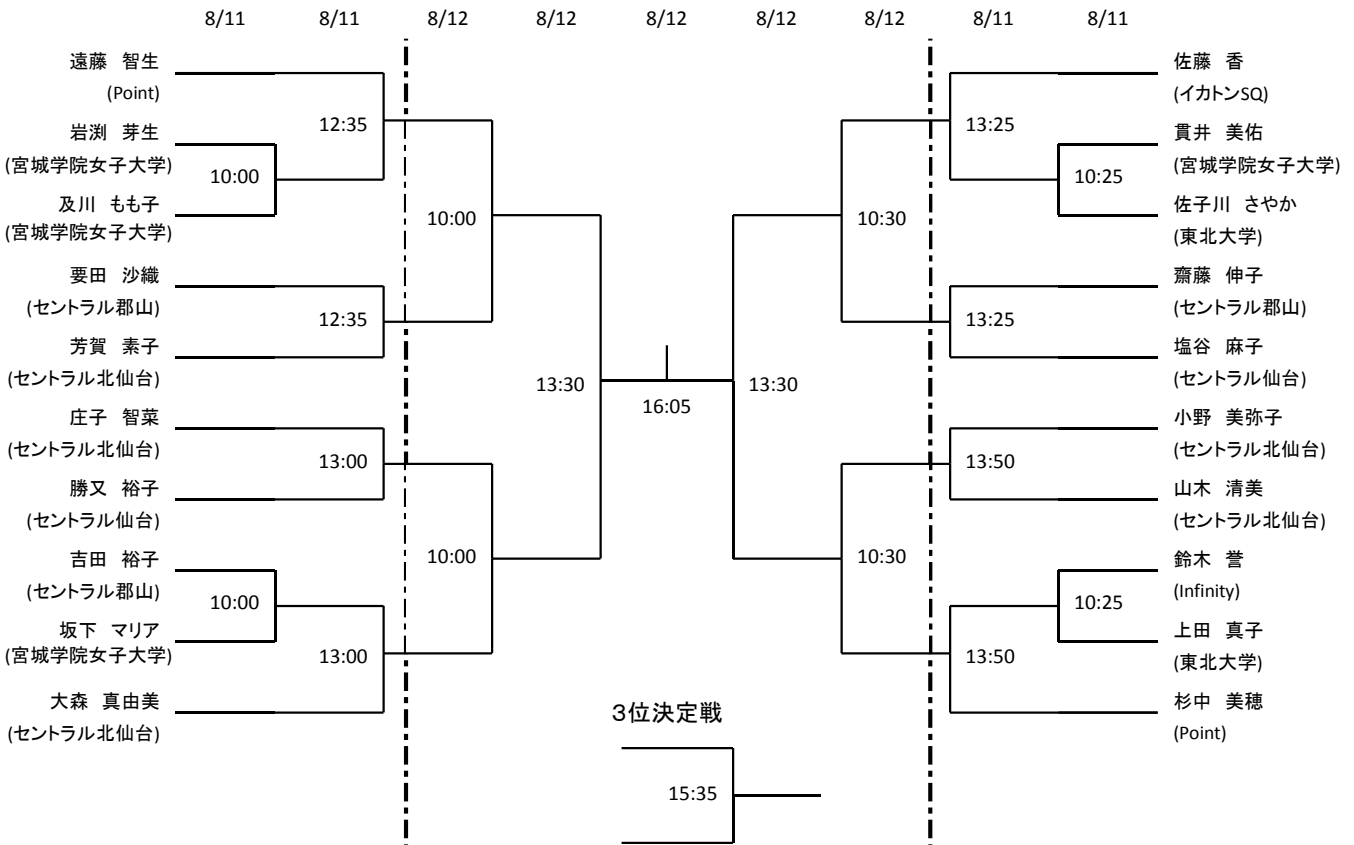 8/11 8/11 8/12 8/12 8/12 8/12 8/12 8/11 8/11
遠藤 智生
(Point)
岩渕 芽生
(宮城学院女子大学)
及川 もも子
(宮城学院女子大学)
要田 沙織
(セントラル郡山)
芳賀 素子
(セントラル北仙台)
庄子 智菜
(セントラル北仙台)
勝又 裕子
(セントラル仙台)
吉田 裕子
(セントラル郡山)
坂下 マリア
(宮城学院女子大学)
大森 真由美
(セントラル北仙台)
10:00
10:00
12:35
12:35
13:00
13:00
10:00
10:00
13:30
16:05
13:30
10:30
10:30
13:25
13:25
13:50
13:50
10:25
10:25
佐藤 香
(イカトンSQ)
貫井 美佑
(宮城学院女子大学)
佐子川 さやか
(東北大学)
齋藤 伸子
(セントラル郡山)
塩谷 麻子
(セントラル仙台)
小野 美弥子
(セントラル北仙台)
山木 清美
(セントラル北仙台)
鈴木 誉
(Infinity)
上田 真子
(東北大学)
杉中 美穂
(Point)
3位決定戦
15:35